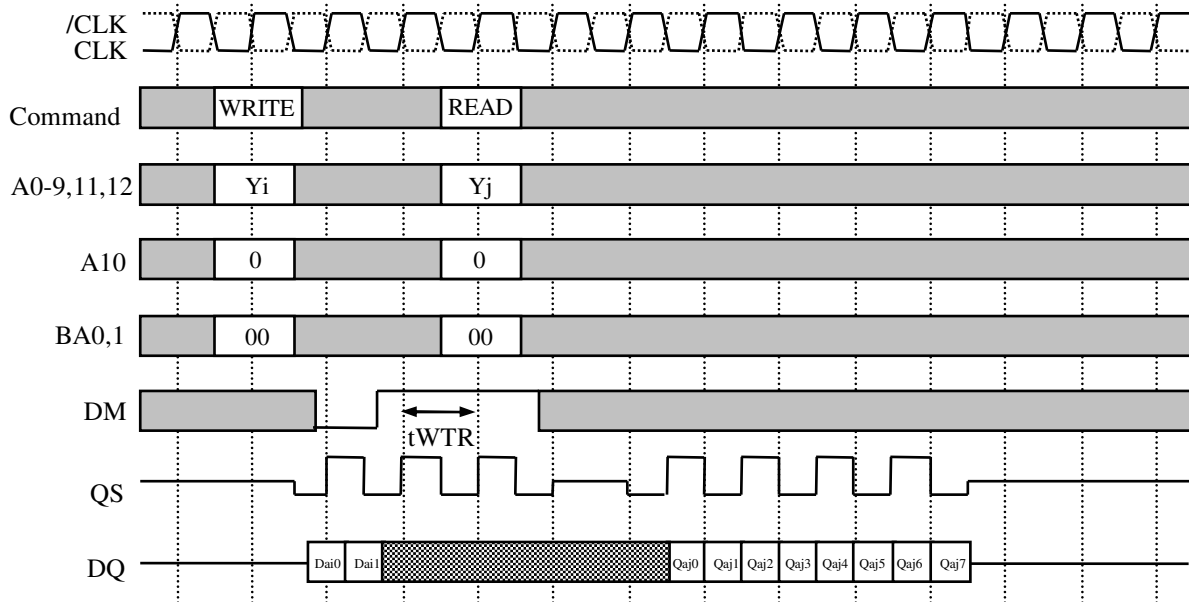 /CLK
CLK
Command WRITE READ
A0-9,11,12 Yi Yj
A10 0 0
BA0,1 00 00
DM
tWTR
QS
DQ Dai0 Dai1 Qaj0 Qaj1 Qaj2 Qaj3 Qaj4 Qaj5 Qaj6 Qaj7